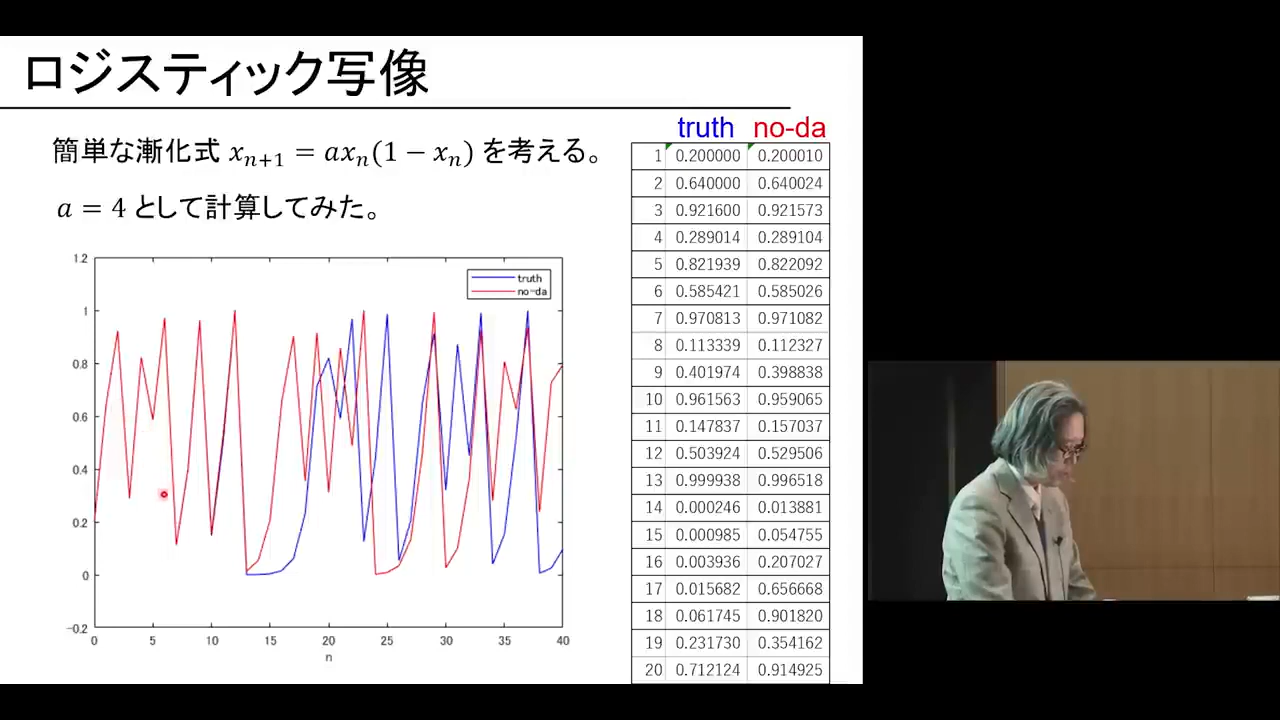 ロジスティック写像
簡単な漸化式 xₙ₊₁ = axₙ(1 − xₙ) を考える。
a = 4 として計算してみた。
1.2
1
0.8
0.6
0.4
0.2
0
-0.2
0 5 10 15 20 25 30 35 40
n
truth
no-da
truth no-da
1 0.200000 0.200010
2 0.640000 0.640024
3 0.921600 0.921573
4 0.289014 0.289104
5 0.821939 0.822092
6 0.585421 0.585026
7 0.970813 0.971082
8 0.113339 0.112327
9 0.401974 0.398838
10 0.961563 0.959065
11 0.147837 0.157037
12 0.503924 0.529506
13 0.999938 0.996518
14 0.000246 0.013881
15 0.000985 0.054755
16 0.003936 0.207027
17 0.015682 0.656668
18 0.061745 0.901820
19 0.231730 0.354162
20 0.712124 0.914925